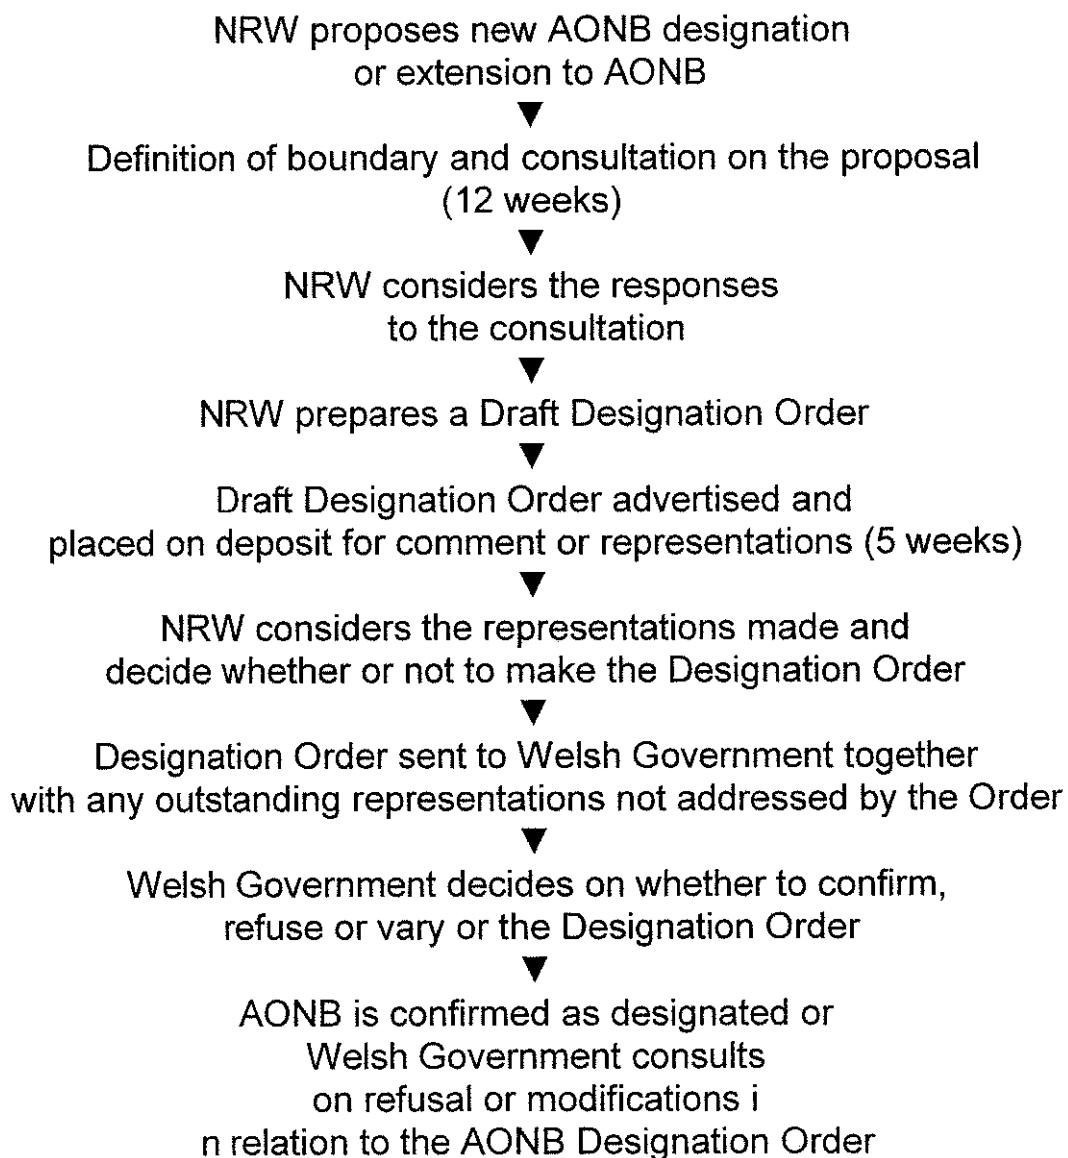 NRW proposes new AONB designation
or extension to AONB
▼
Definition of boundary and consultation on the proposal
(12 weeks)
▼
NRW considers the responses
to the consultation
▼
NRW prepares a Draft Designation Order
▼
Draft Designation Order advertised and
placed on deposit for comment or representations (5 weeks)
▼
NRW considers the representations made and
decide whether or not to make the Designation Order
▼
Designation Order sent to Welsh Government together
with any outstanding representations not addressed by the Order
▼
Welsh Government decides on whether to confirm,
refuse or vary or the Designation Order
▼
AONB is confirmed as designated or
Welsh Government consults
on refusal or modifications i
n relation to the AONB Designation Order